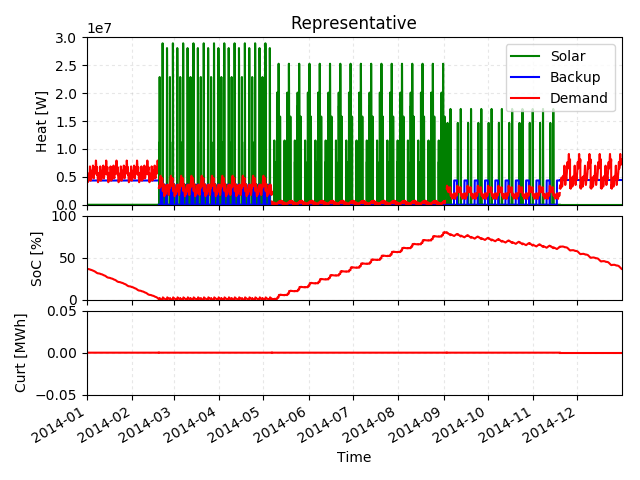 Representative
1e7
3.0
2.5
2.0
1.5
1.0
0.5
0.0
Heat [W]
Solar
Backup
Demand
100
50
0
SoC [%]
0.05
0.00
−0.05
Curt [MWh]
2014-01
2014-02
2014-03
2014-04
2014-05
2014-06
2014-07
2014-08
2014-09
2014-10
2014-11
2014-12
Time